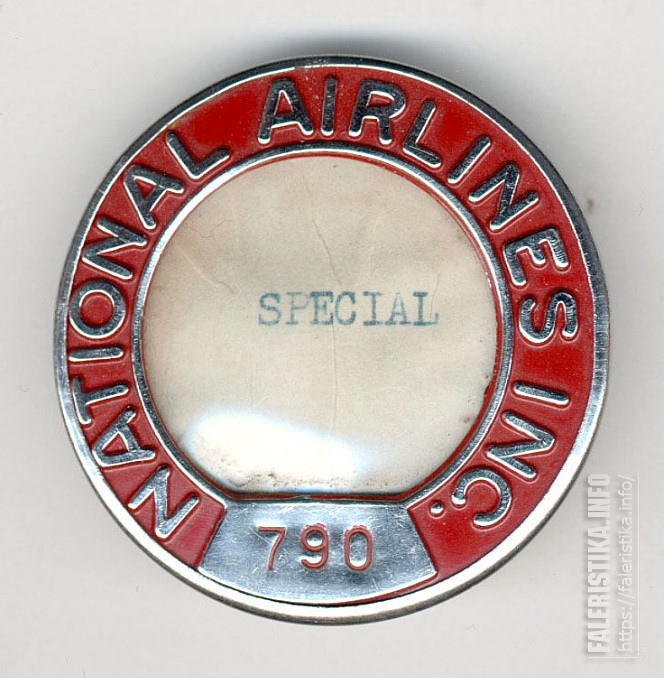 NATIONAL AIRLINES INC.
SPECIAL
790
FALERISTIKA.INFO
https://faleristika.info/